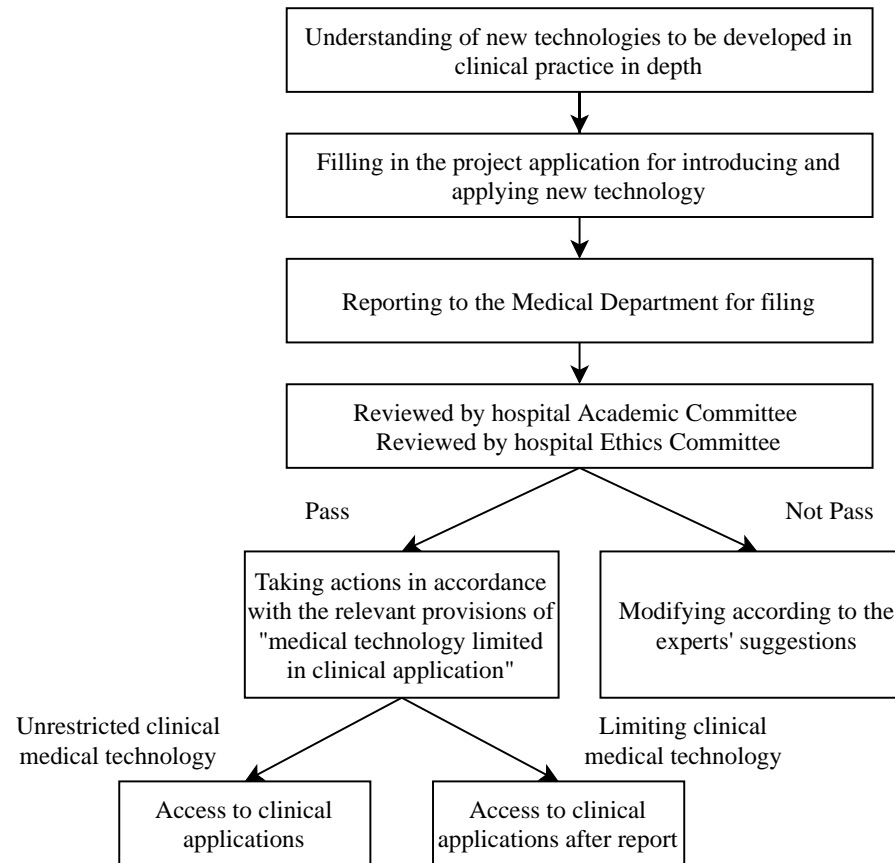 Understanding of new technologies to be developed in
clinical practice in depth
Filling in the project application for introducing and
applying new technology
Reporting to the Medical Department for filing
Reviewed by hospital Academic Committee
Reviewed by hospital Ethics Committee
Pass
Not Pass
Taking actions in accordance
with the relevant provisions of
"medical technology limited
in clinical application"
Modifying according to the
experts' suggestions
Unrestricted clinical
medical technology
Limiting clinical
medical technology
Access to clinical
applications
Access to clinical
applications after report